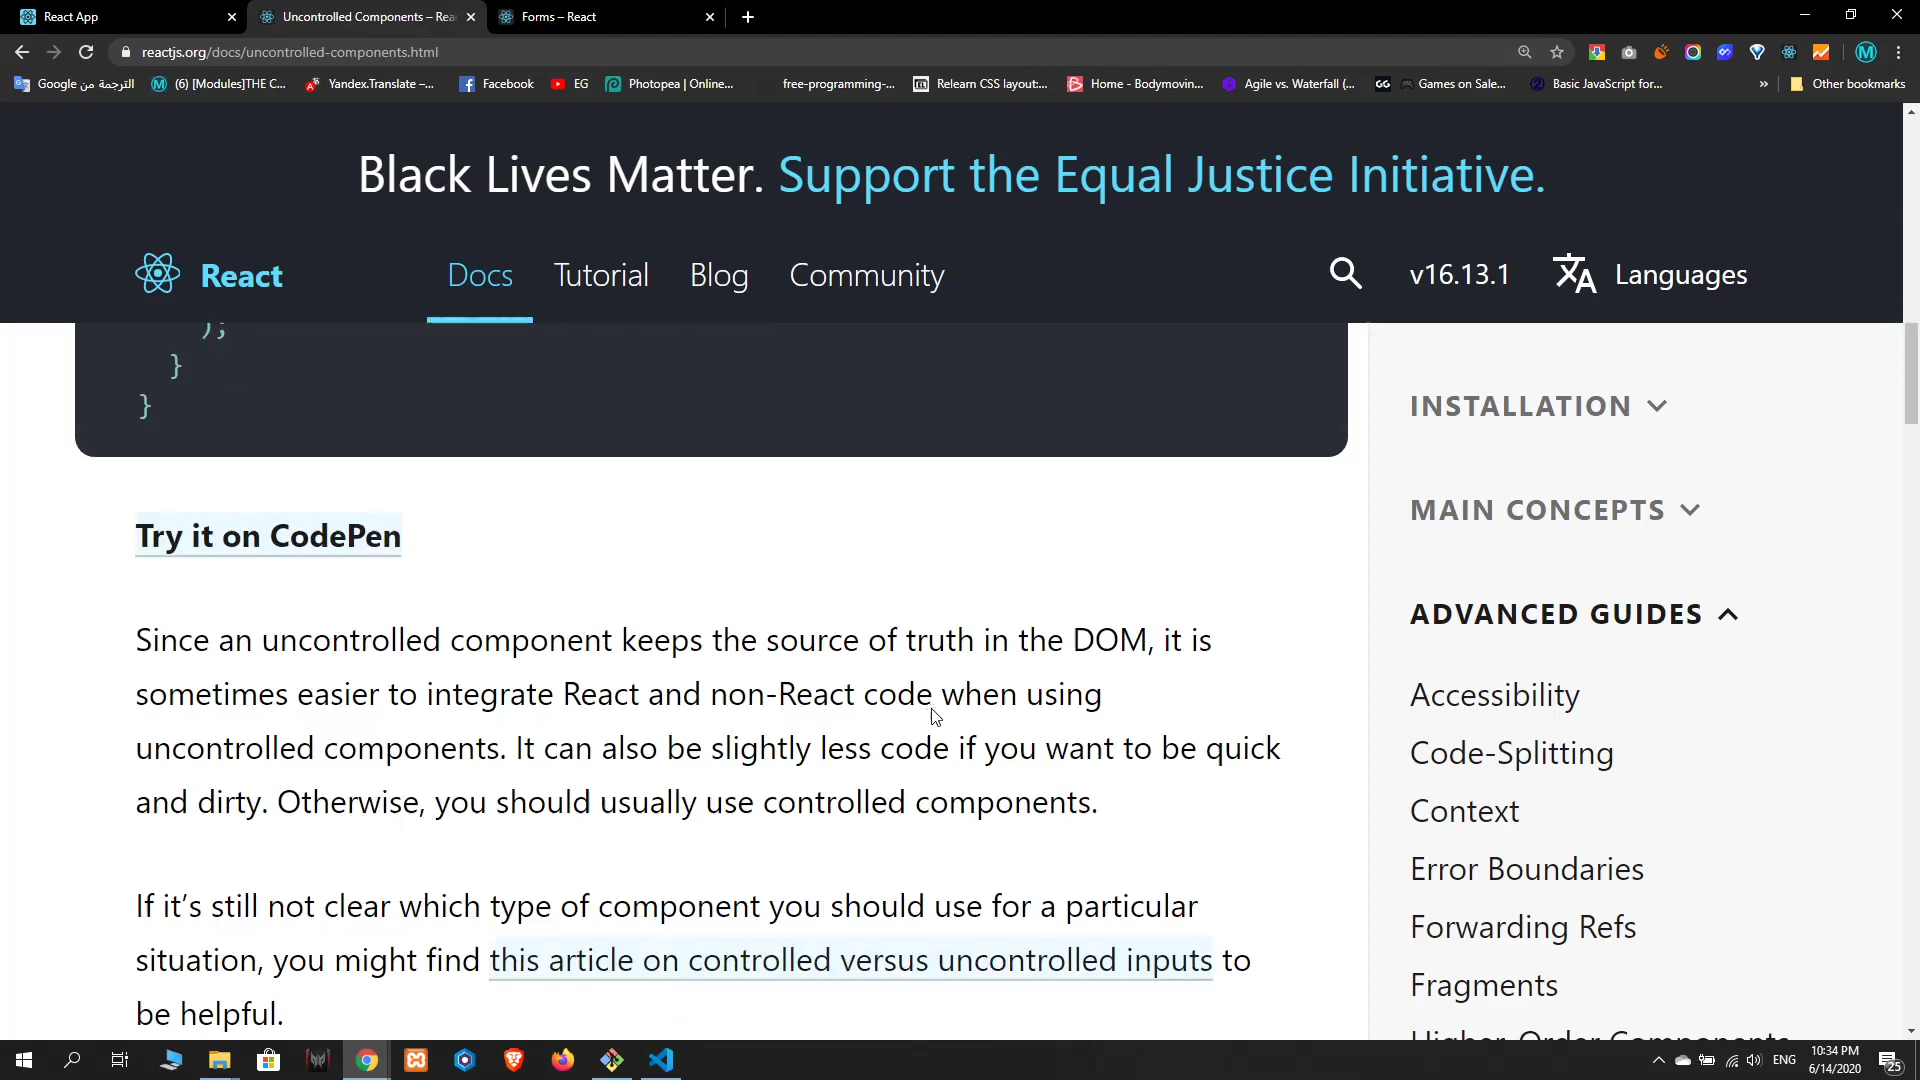 React App
Uncontrolled Components – Rea
Forms – React
reactjs.org/docs/uncontrolled-components.html
Google الترجمة من
(6) [Modules]THE C...
Yandex.Translate –...
Facebook
EG
Photopea | Online...
free-programming-...
Relearn CSS layout:...
Home - Bodymovin...
Agile vs. Waterfall (...
GG
Games on Sale...
Basic JavaScript for...
»
Other bookmarks
Black Lives Matter. Support the Equal Justice Initiative.
React
Docs
Tutorial
Blog
Community
v16.13.1
Languages
);
}
}
Try it on CodePen
Since an uncontrolled component keeps the source of truth in the DOM, it is
sometimes easier to integrate React and non-React code when using
uncontrolled components. It can also be slightly less code if you want to be quick
and dirty. Otherwise, you should usually use controlled components.
If it’s still not clear which type of component you should use for a particular
situation, you might find this article on controlled versus uncontrolled inputs to
be helpful.
INSTALLATION
MAIN CONCEPTS
ADVANCED GUIDES
Accessibility
Code-Splitting
Context
Error Boundaries
Forwarding Refs
Fragments
Higher-Order Components
ENG
10:34 PM
6/14/2020
25